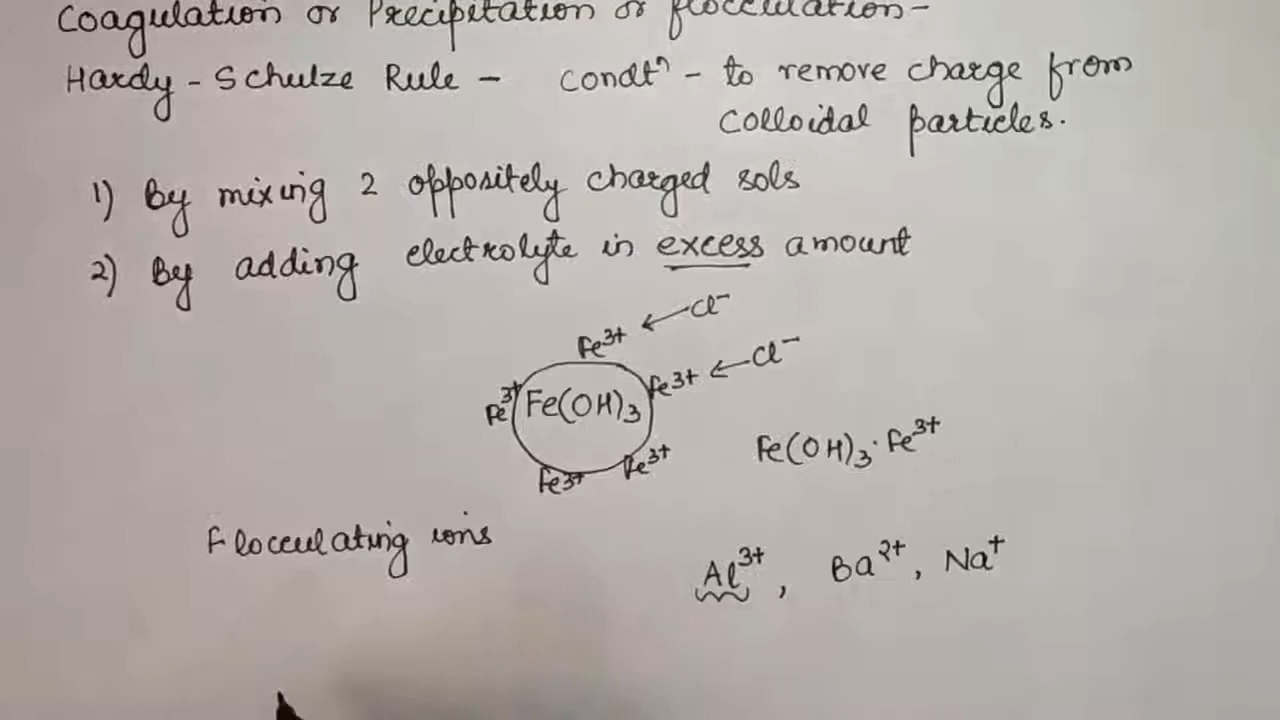 Coagulation or Precipitation or flocculation-
Hardy - Schulze Rule - condtⁿ - to remove charge from
colloidal particles.
1) By mixing 2 oppositely charged sols
2) By adding electrolyte in excess amount
Fe³⁺ ← Cl⁻
Fe³⁺ ← Cl⁻
Fe³⁺ Fe(OH)₃
Fe(OH)₃·Fe³⁺
Fe³⁺ Fe³⁺
Flocculating ions
Al³⁺, Ba²⁺, Na⁺